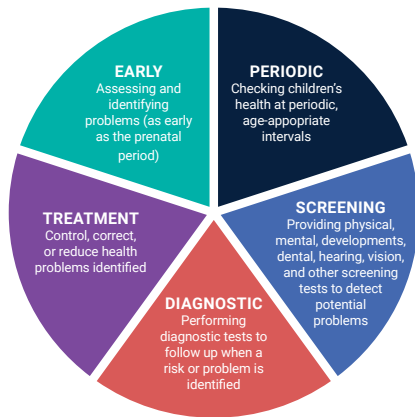 EARLY
Assessing and
identifying
problems (as early
as the prenatal
period)
PERIODIC
Checking children's
health at periodic,
age-appopriate
intervals
SCREENING
Providing physical,
mental, developments,
dental, hearing, vision,
and other screening
tests to detect
potential
problems
DIAGNOSTIC
Performing
diagnostic tests to
follow up when a
risk or problem is
identified
TREATMENT
Control, correct,
or reduce health
problems identified